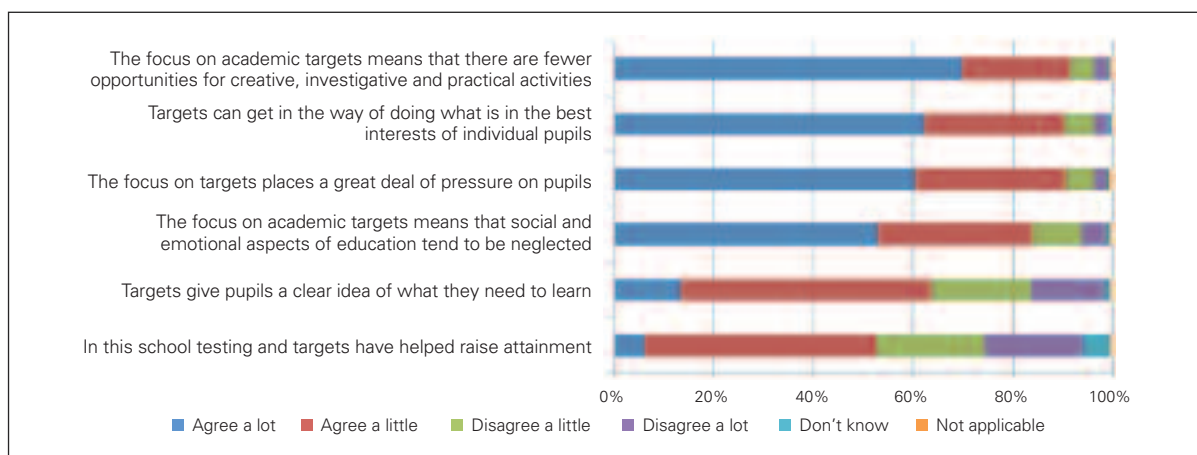 The focus on academic targets means that there are fewer
opportunities for creative, investigative and practical activities
Targets can get in the way of doing what is in the best
interests of individual pupils
The focus on targets places a great deal of pressure on pupils
The focus on academic targets means that social and
emotional aspects of education tend to be neglected
Targets give pupils a clear idea of what they need to learn
In this school testing and targets have helped raise attainment
0% 20% 40% 60% 80% 100%
Agree a lot Agree a little Disagree a little Disagree a lot Don't know Not applicable